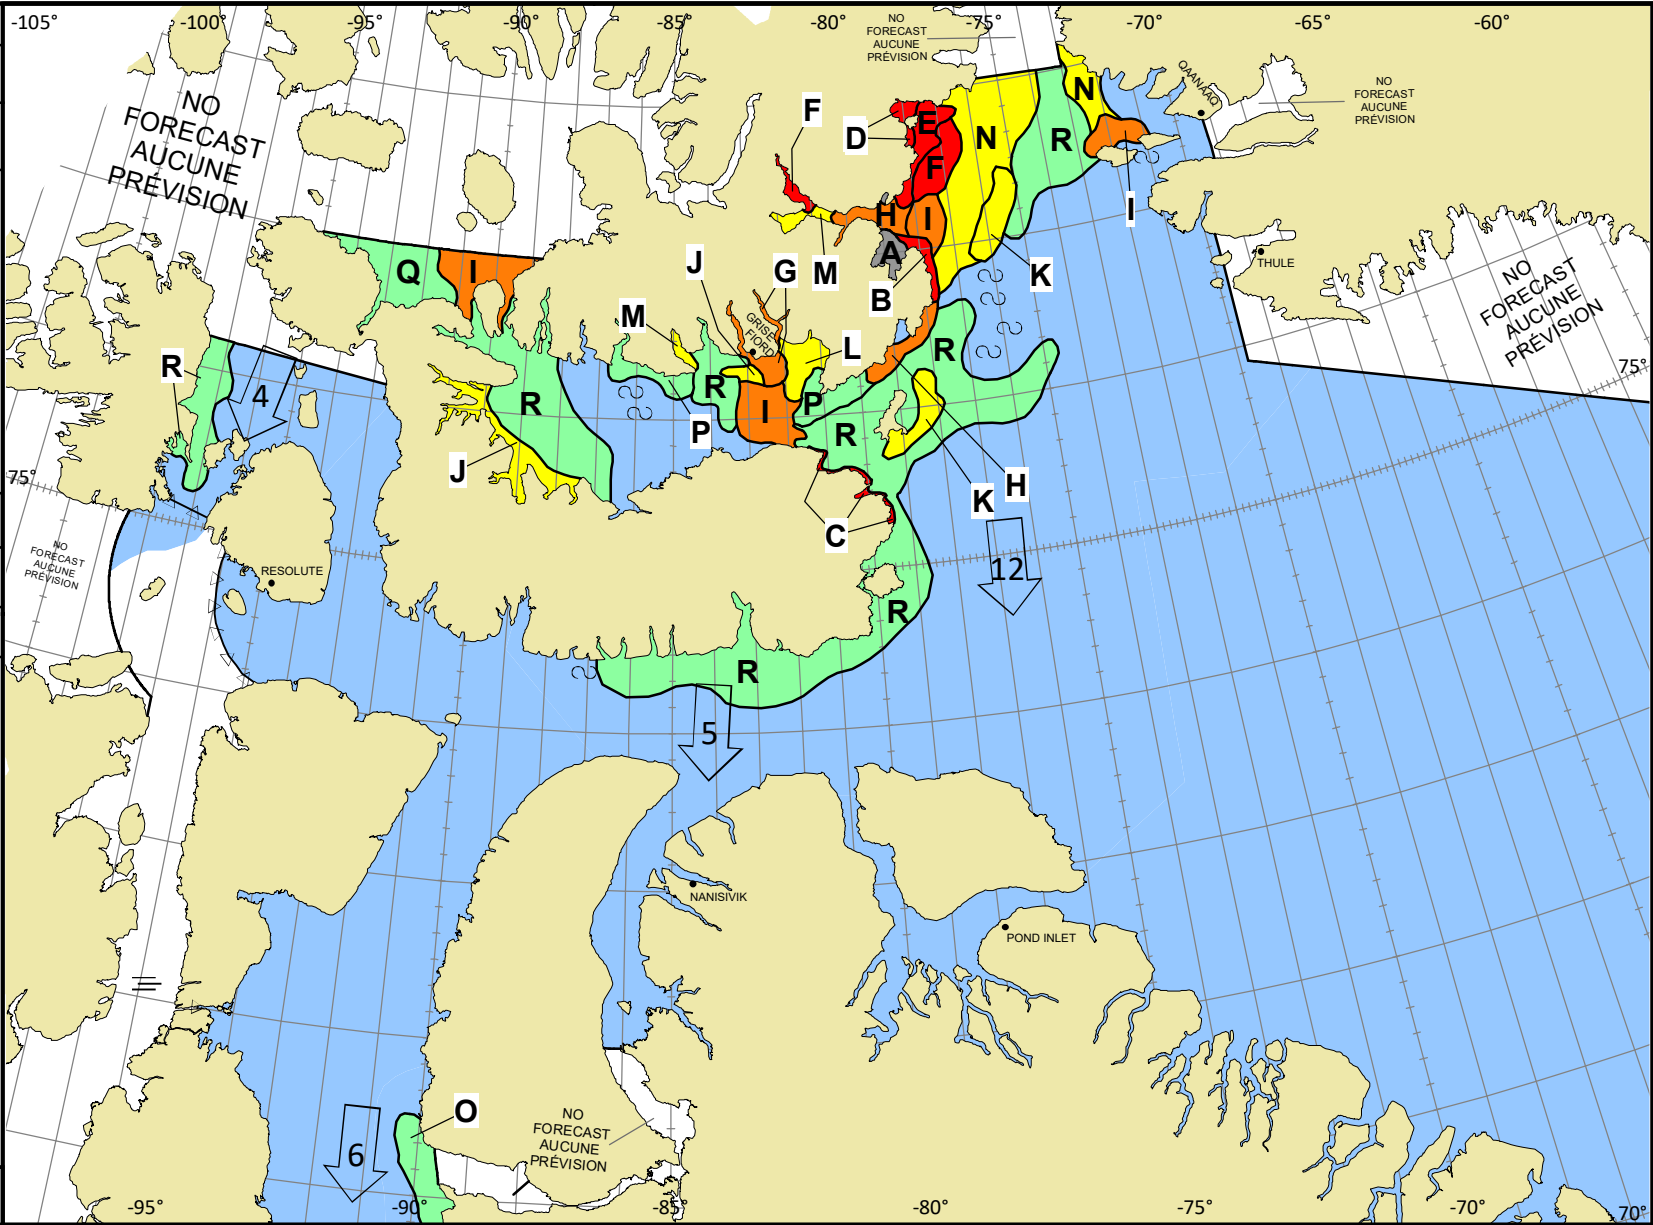 -105°
-100°
-95°
-90°
-85°
-80°
-75°
-70°
-65°
-60°
NO
FORECAST
AUCUNE
PRÉVISION
NO
FORECAST
AUCUNE
PRÉVISION
QAANAAQ
NO
FORECAST
AUCUNE
PRÉVISION
F
D
E
N
N
R
F
I
H
I
A
M
K
THULE
B
J
G
Q
I
M
GRISE
FIORD
L
R
NO
FORECAST
AUCUNE
PRÉVISION
75°
R
4
R
R
I
P
P
R
J
K
H
75°
C
12
NO
FORECAST
AUCUNE
PRÉVISION
RESOLUTE
R
R
5
NANISIVIK
POND INLET
O
NO
FORECAST
AUCUNE
PRÉVISION
6
-95°
-90°
-85°
-80°
-75°
-70°
70°